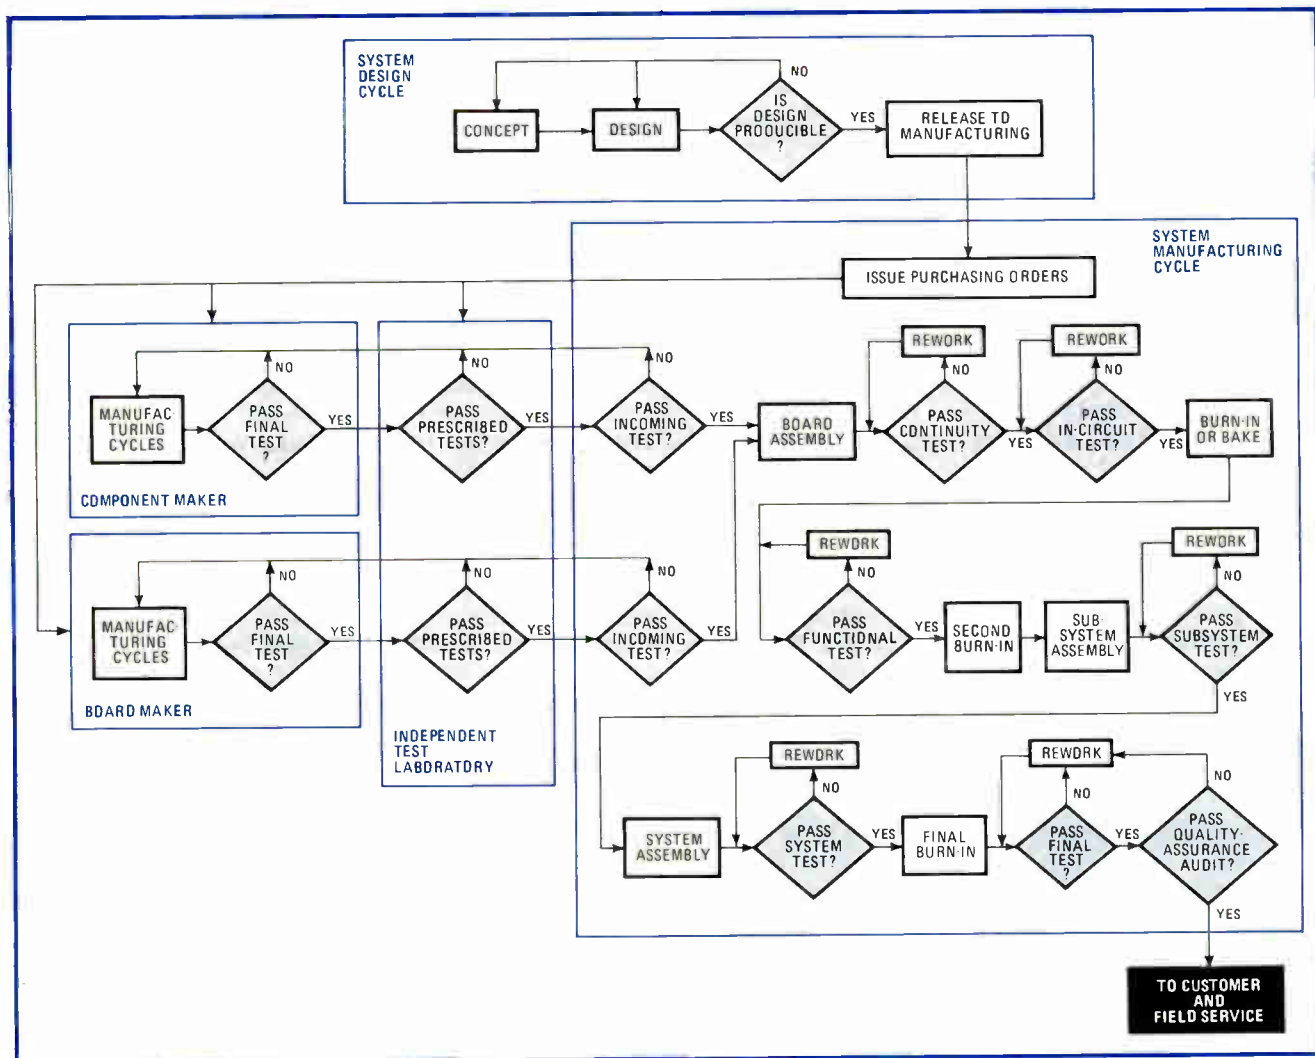 SYSTEM
DESIGN
CYCLE
NO
CONCEPT
DESIGN
IS
DESIGN
PRODUCIBLE
?
YES
RELEASE TO
MANUFACTURING
SYSTEM
MANUFACTURING
CYCLE
ISSUE PURCHASING ORDERS
MANUFAC-
TURING
CYCLES
NO
PASS
FINAL
TEST
?
YES
COMPONENT MAKER
NO
PASS
PRESCRIBED
TESTS?
YES
NO
PASS
INCOMING
TEST?
YES
BOARD
ASSEMBLY
REWORK
NO
PASS
CONTINUITY
TEST?
YES
REWORK
NO
PASS
IN-CIRCUIT
TEST?
YES
BURN-IN
OR BAKE
MANUFAC-
TURING
CYCLES
NO
PASS
FINAL
TEST
?
YES
BOARD MAKER
NO
PASS
PRESCRIBED
TESTS?
YES
INDEPENDENT
TEST
LABORATORY
NO
PASS
INCOMING
TEST?
YES
REWORK
NO
PASS
FUNCTIONAL
TEST?
YES
SECOND
BURN-IN
SUB-
SYSTEM
ASSEMBLY
REWORK
NO
PASS
SUBSYSTEM
TEST?
YES
SYSTEM
ASSEMBLY
REWORK
NO
PASS
SYSTEM
TEST?
YES
FINAL
BURN-IN
REWORK
NO
PASS
FINAL
TEST
?
YES
NO
PASS
QUALITY-
ASSURANCE
AUDIT?
YES
TO CUSTOMER
AND
FIELD SERVICE